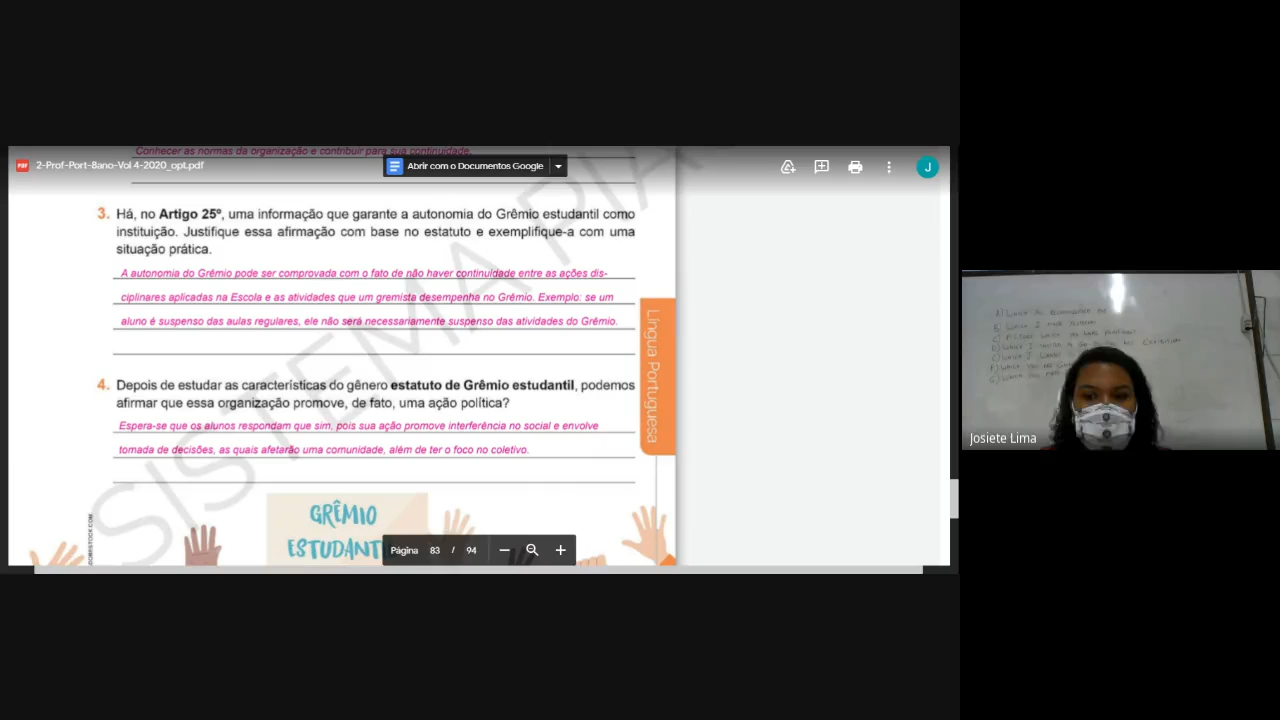 Conhecer as normas da organização e contribuir para sua continuidade.
2-Prof-Port-8ano-Vol 4-2020_opt.pdf
Abrir com o Documentos Google
J
3. Há, no Artigo 25º, uma informação que garante a autonomia do Grêmio estudantil como
instituição. Justifique essa afirmação com base no estatuto e exemplifique-a com uma
situação prática.
A autonomia do Grêmio pode ser comprovada com o fato de não haver continuidade entre as ações dis-
ciplinares aplicadas na Escola e as atividades que um gremista desempenha no Grêmio. Exemplo: se um
aluno é suspenso das aulas regulares, ele não será necessariamente suspenso das atividades do Grêmio.
4. Depois de estudar as características do gênero estatuto de Grêmio estudantil, podemos
afirmar que essa organização promove, de fato, uma ação política?
Espera-se que os alunos respondam que sim, pois sua ação promove interferência no social e envolve
tomada de decisões, as quais afetarão uma comunidade, além de ter o foco no coletivo.
Língua Portuguesa
SISTEMA PIA
GRÊMIO
ESTUDANT
Página 83 / 94
Josiete Lima